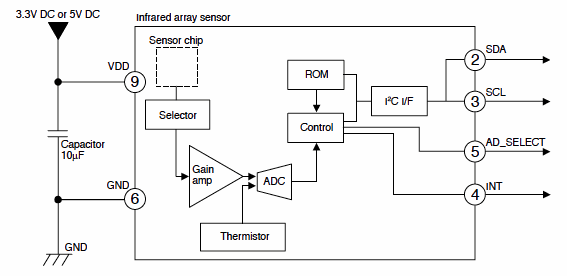 3.3V DC or 5V DC
Infrared array sensor
Sensor chip
SDA
2
VDD
9
ROM
SCL
3
I²C I/F
Selector
Control
AD_SELECT
5
Capacitor
10μF
Gain
amp
ADC
GND
6
INT
4
Thermistor
GND